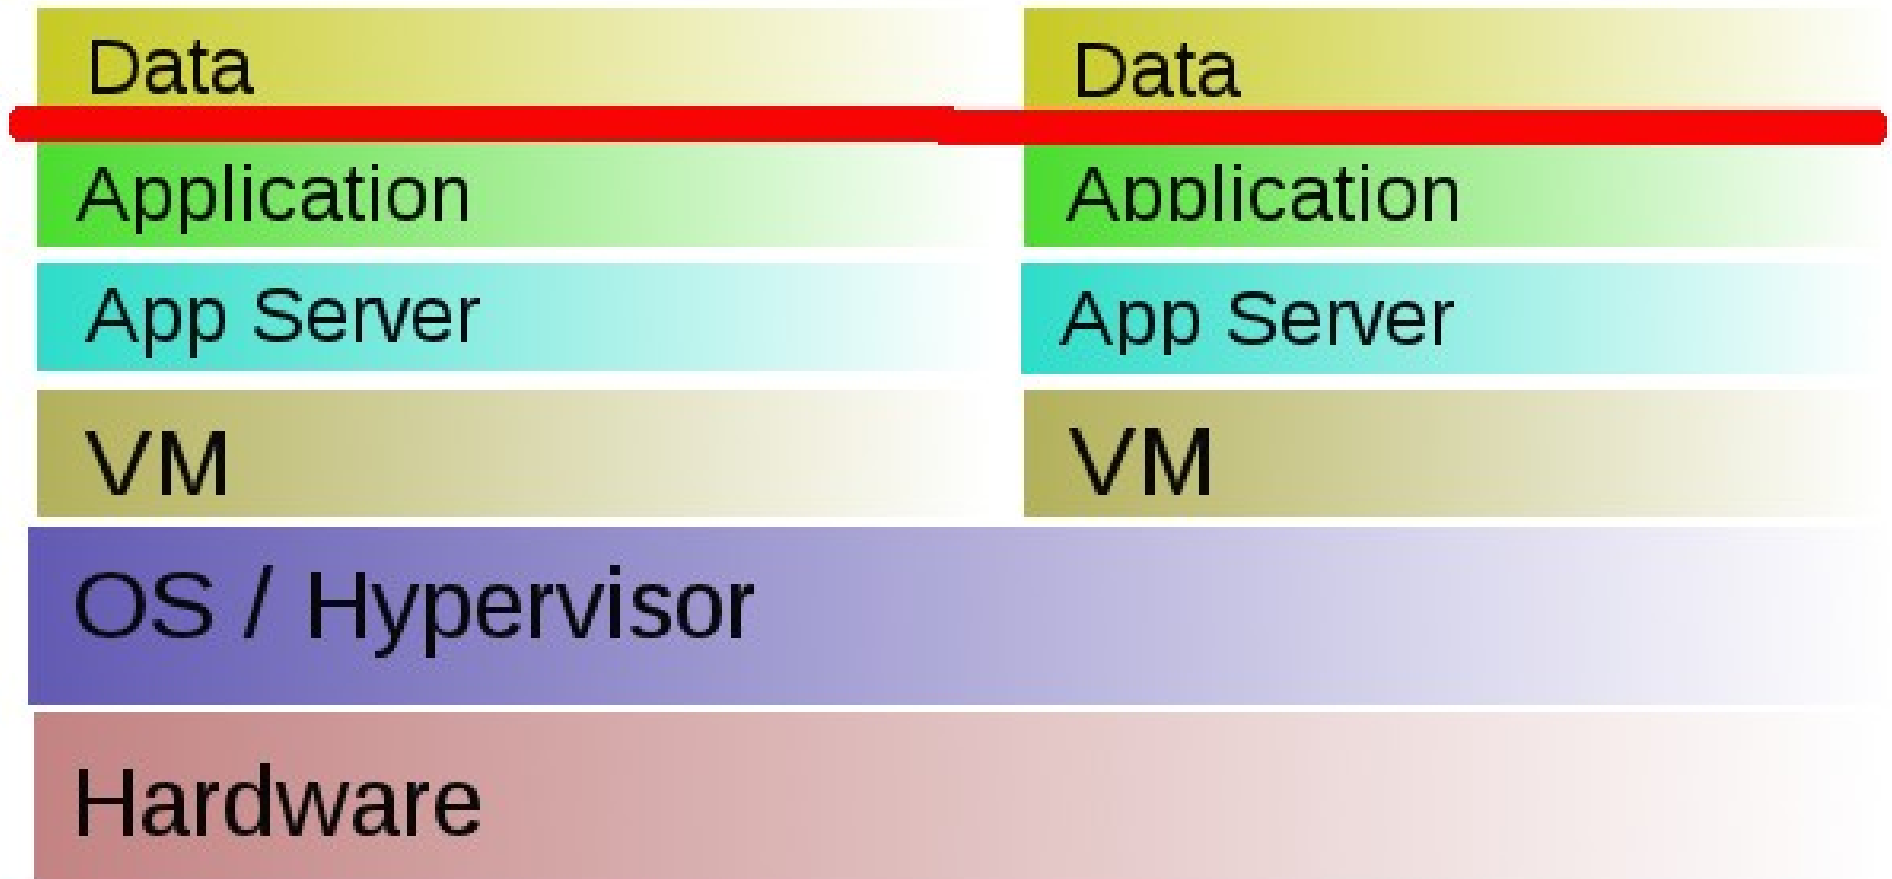 Data Data
Application Application
App Server App Server
VM VM
OS / Hypervisor
Hardware